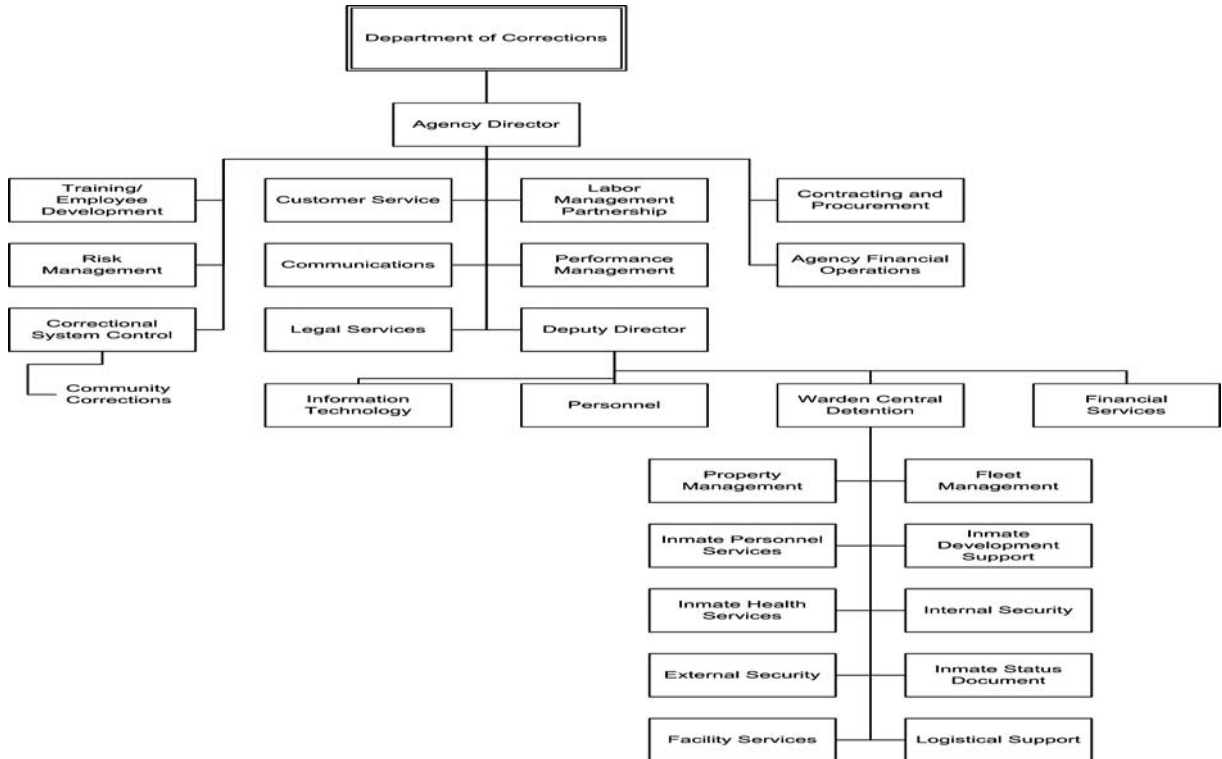 Department of Corrections
Agency Director
Training/
Employee
Development
Customer Service
Labor
Management
Partnership
Contracting and
Procurement
Risk
Management
Communications
Performance
Management
Agency Financial
Operations
Correctional
System Control
Legal Services
Deputy Director
Community
Corrections
Information
Technology
Personnel
Warden Central
Detention
Financial
Services
Property
Management
Fleet
Management
Inmate Personnel
Services
Inmate
Development
Support
Inmate Health
Services
Internal Security
External Security
Inmate Status
Document
Facility Services
Logistical Support